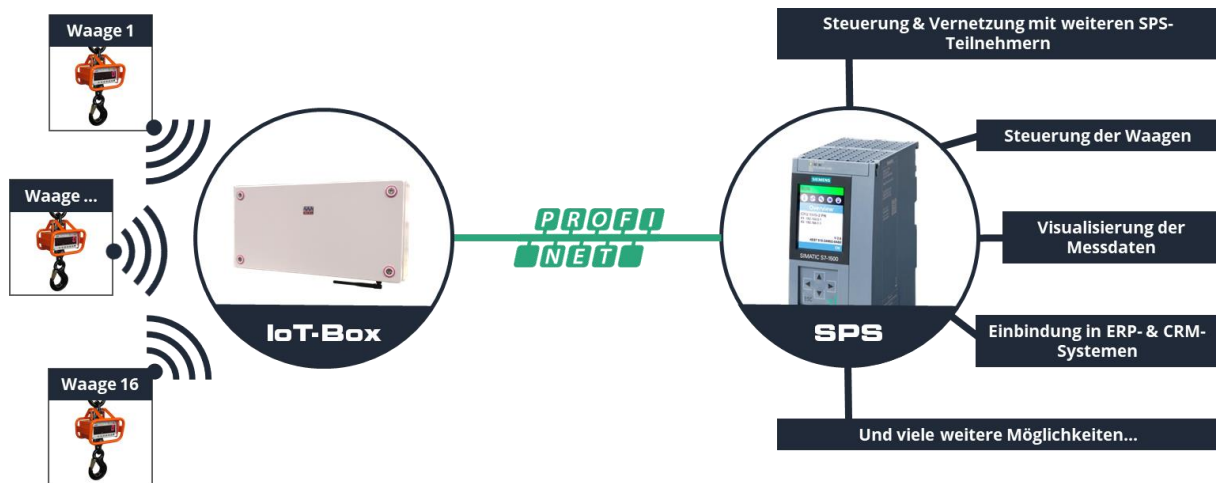 Waage 1
Waage ...
Waage 16
IoT-Box
PROFI
NET
SIEMENS
SIMATIC S7-1500
SPS
Steuerung & Vernetzung mit weiteren SPS-
Teilnehmern
Steuerung der Waagen
Visualisierung der
Messdaten
Einbindung in ERP- & CRM-
Systemen
Und viele weitere Möglichkeiten...